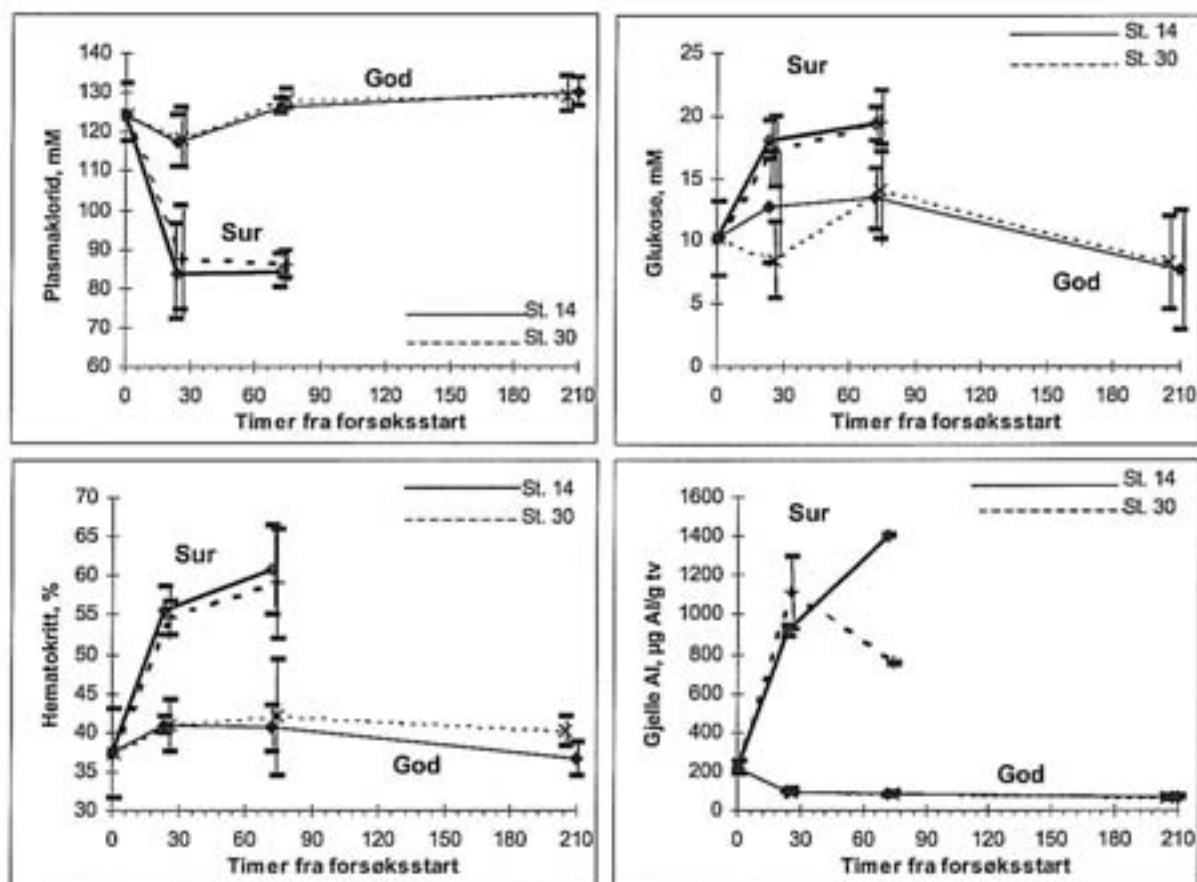 140
130
120
110
100
90
80
70
60
Plasmaklorid, mM
God
Sur
St. 14
St. 30
0 30 60 90 120 150 180 210
Timer fra forsøksstart
25
20
15
10
5
0
Glukose, mM
St. 14
St. 30
Sur
God
0 30 60 90 120 150 180 210
Timer fra forsøksstart
70
65
60
55
50
45
40
35
30
Hematokritt, %
St. 14
St. 30
Sur
God
0 30 60 90 120 150 180 210
Timer fra forsøksstart
1600
1400
1200
1000
800
600
400
200
0
Gjelle Al, µg Al/g tv
St. 14
St. 30
Sur
God
0 30 60 90 120 150 180 210
Timer fra forsøksstart